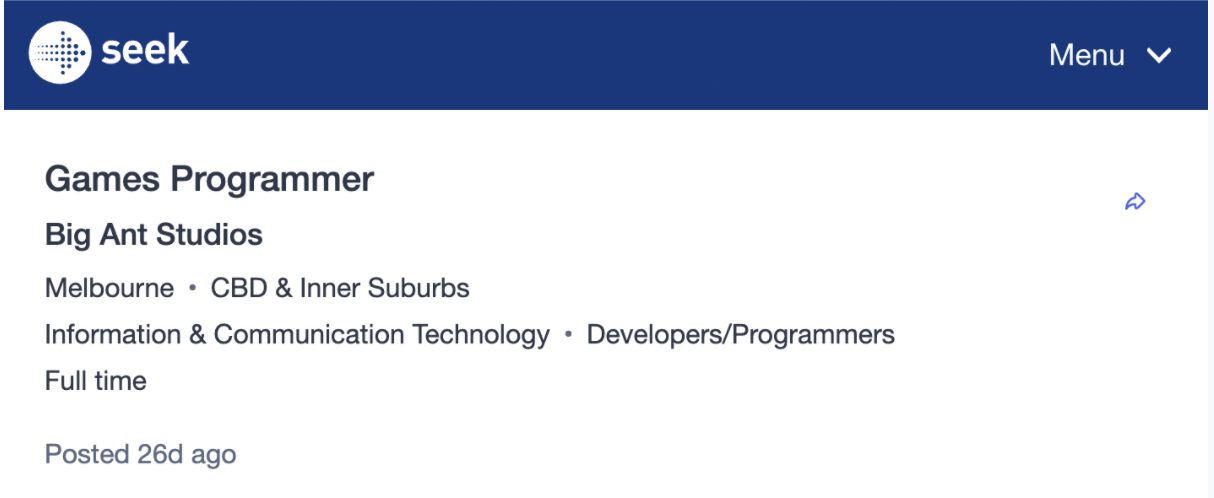 seek
Menu
Games Programmer
Big Ant Studios
Melbourne • CBD & Inner Suburbs
Information & Communication Technology • Developers/Programmers
Full time
Posted 26d ago